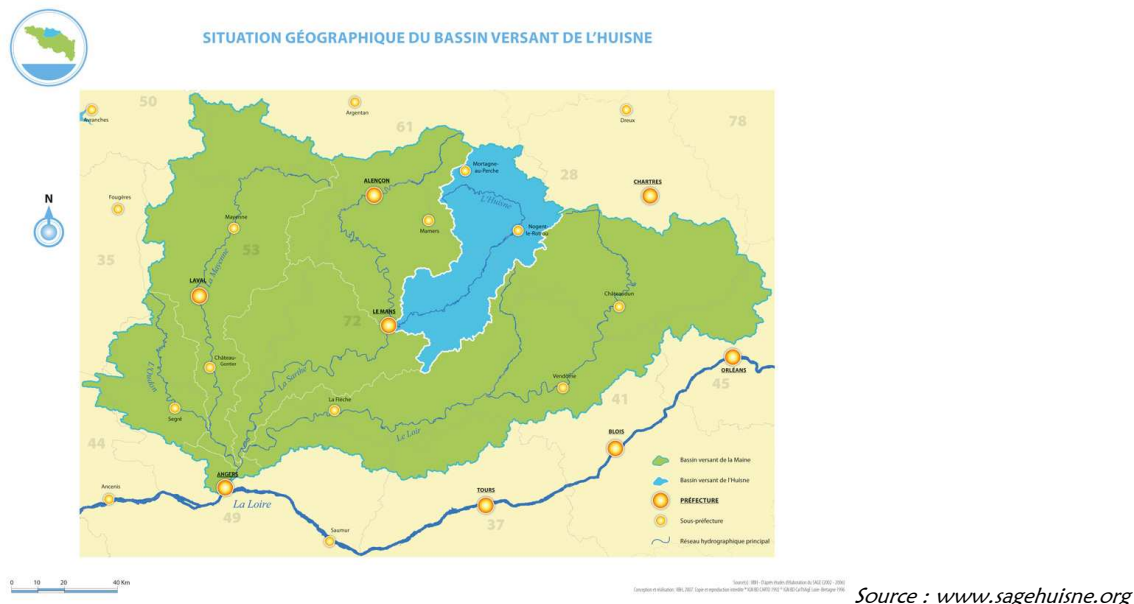 SITUATION GÉOGRAPHIQUE DU BASSIN VERSANT DE L'HUISNE
50
Argentan
61
Dreux
78
Avranches
Mortagne-
au-Perche
ALENÇON
28
CHARTRES
Fougères
L'Huisne
N
Mayenne
Mamers
Nogent-
le-Rotrou
53
35
La Mayenne
LAVAL
Châteaudun
LE MANS
72
Château-
Gontier
L'Oudon
La Sarthe
ORLÉANS
Vendôme
45
La Flèche
41
Segré
Le Loir
BLOIS
44
Bassin versant de la Maine
ANGERS
Bassin versant de l'Huisne
Ancenis
TOURS
PRÉFECTURE
La Loire
49
37
Sous-préfecture
Saumur
Réseau hydrographique principal
0 10 20 40 Km
Source : www.sagehuisne.org